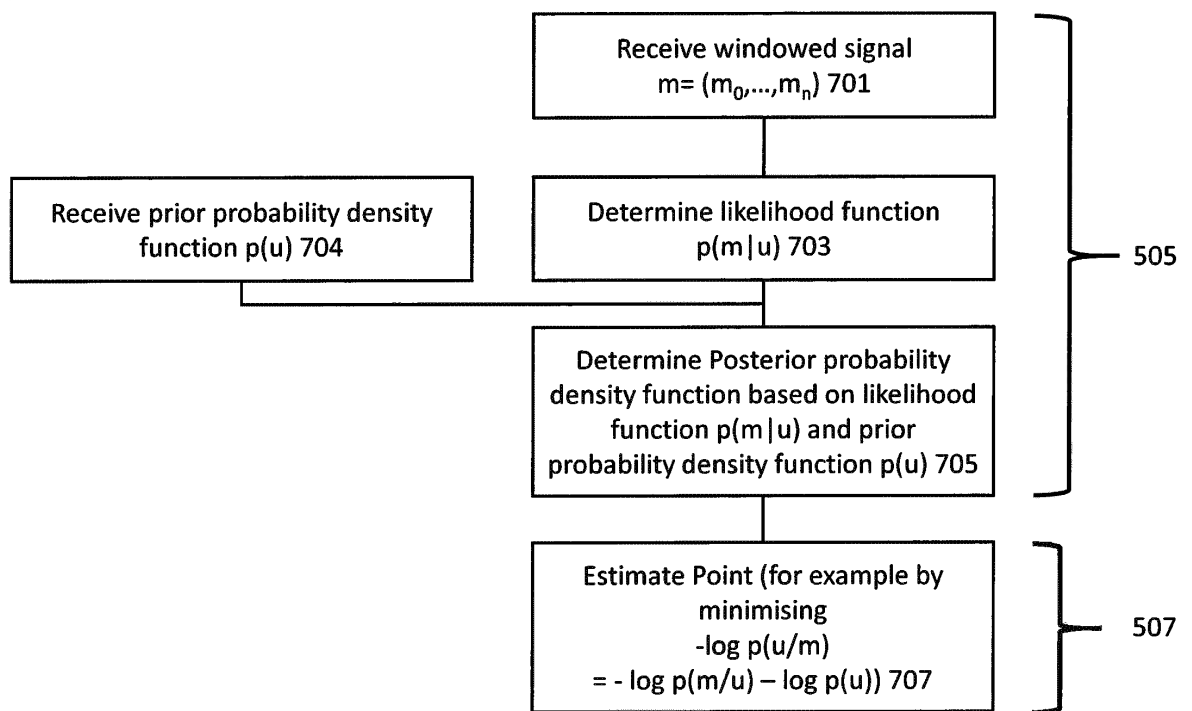 Receive windowed signal
m= (m₀,...,mₙ) 701
Receive prior probability density
function p(u) 704
Determine likelihood function
p(m|u) 703
505
Determine Posterior probability
density function based on likelihood
function p(m|u) and prior
probability density function p(u) 705
Estimate Point (for example by
minimising
-log p(u/m)
= - log p(m/u) – log p(u)) 707
507